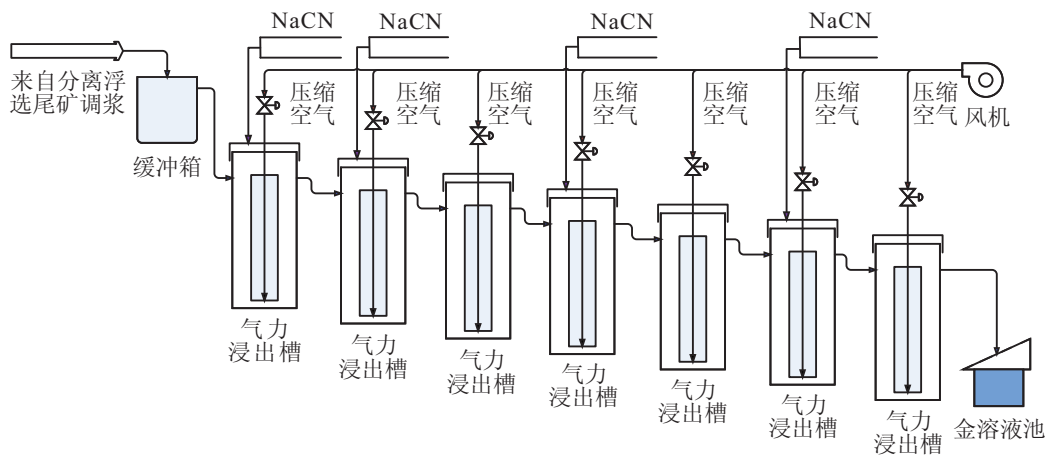 NaCN
NaCN
NaCN
NaCN
来自分离浮
选尾矿调浆
缓冲箱
压缩
空气
压缩
空气
压缩
空气
压缩
空气
压缩
空气
压缩
空气
压缩
空气
风机
气力
浸出槽
气力
浸出槽
气力
浸出槽
气力
浸出槽
气力
浸出槽
气力
浸出槽
气力
浸出槽
金溶液池